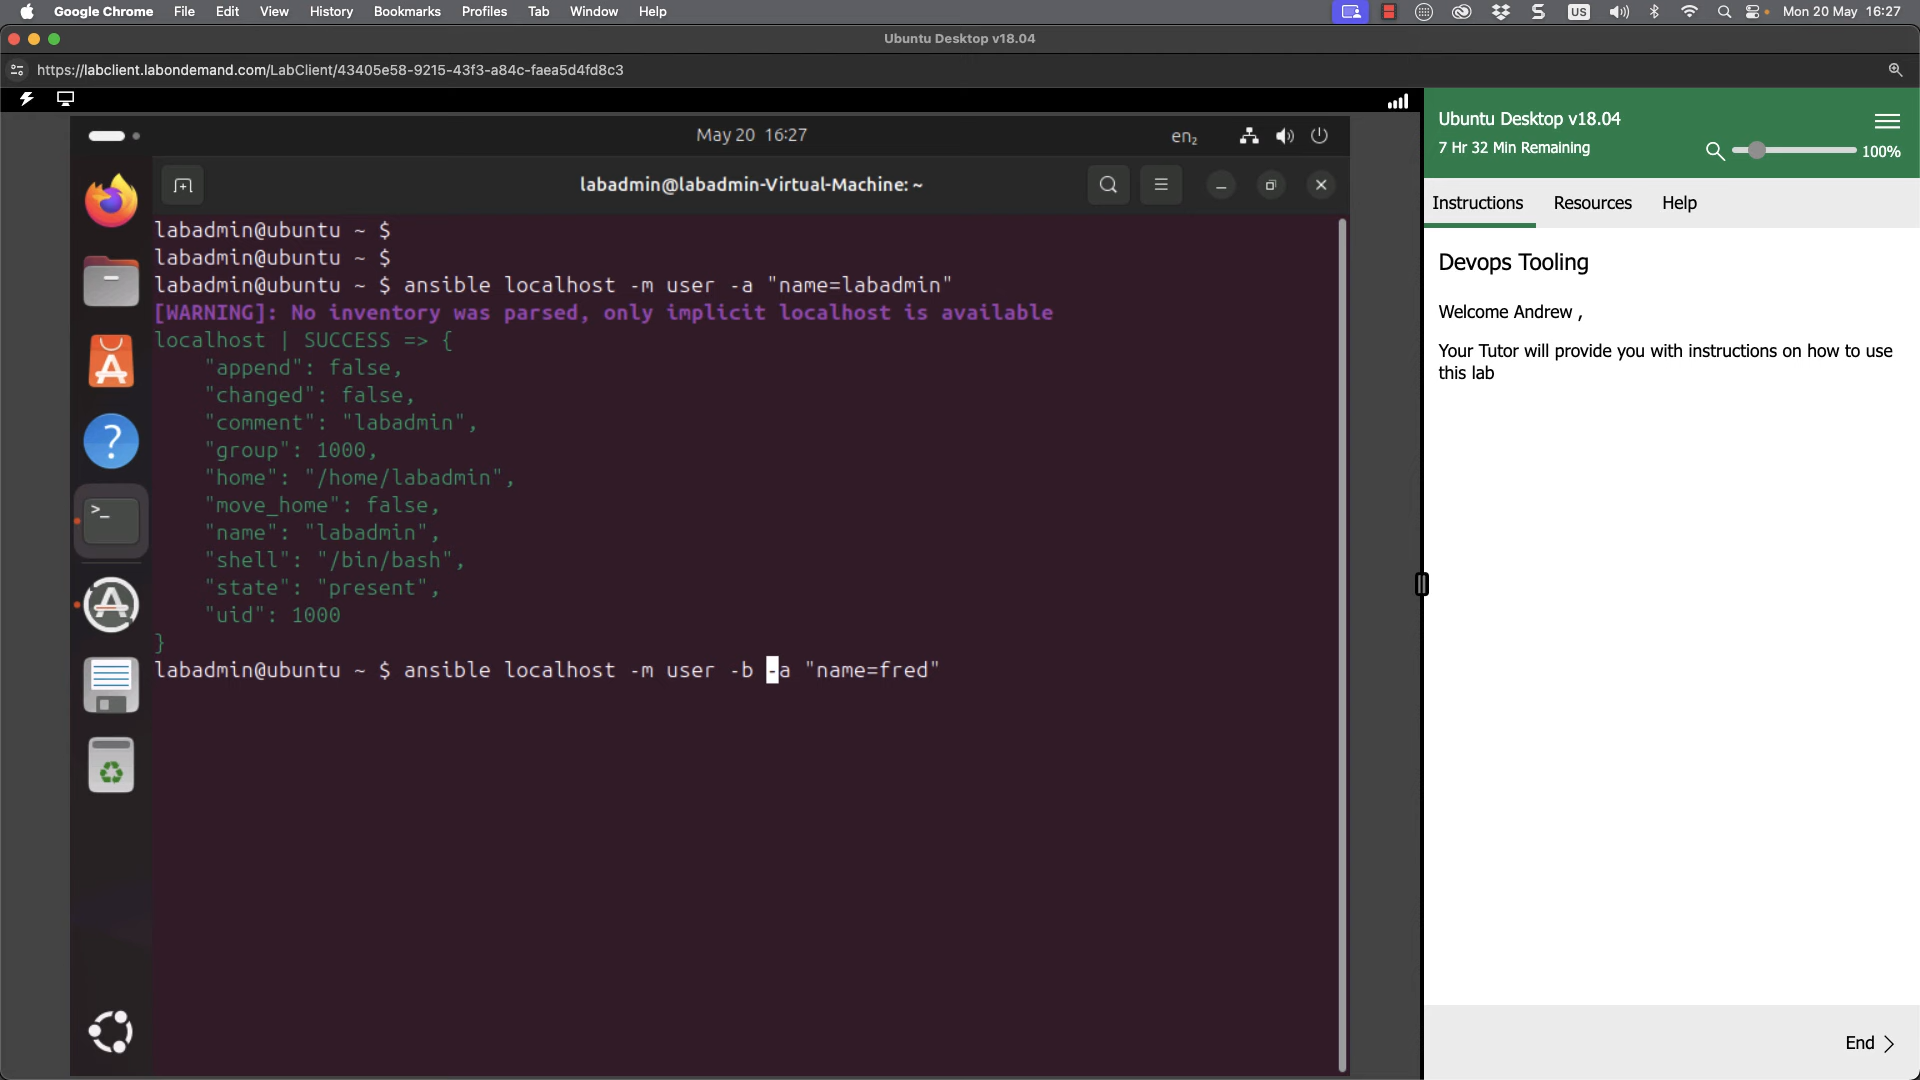 Google Chrome File Edit View History Bookmarks Profiles Tab Window Help US Mon 20 May 16:27
Ubuntu Desktop v18.04
https://labclient.labondemand.com/LabClient/43405e58-9215-43f3-a84c-faea5d4fd8c3
May 20 16:27 en₂
labadmin@labadmin-Virtual-Machine: ~
labadmin@ubuntu ~ $
labadmin@ubuntu ~ $
labadmin@ubuntu ~ $ ansible localhost -m user -a "name=labadmin"
[WARNING]: No inventory was parsed, only implicit localhost is available
localhost | SUCCESS => {
    "append": false,
    "changed": false,
    "comment": "labadmin",
    "group": 1000,
    "home": "/home/labadmin",
    "move_home": false,
    "name": "labadmin",
    "shell": "/bin/bash",
    "state": "present",
    "uid": 1000
}
labadmin@ubuntu ~ $ ansible localhost -m user -b -a "name=fred"
Ubuntu Desktop v18.04
7 Hr 32 Min Remaining
100%
Instructions Resources Help
Devops Tooling
Welcome Andrew ,
Your Tutor will provide you with instructions on how to use
this lab
End